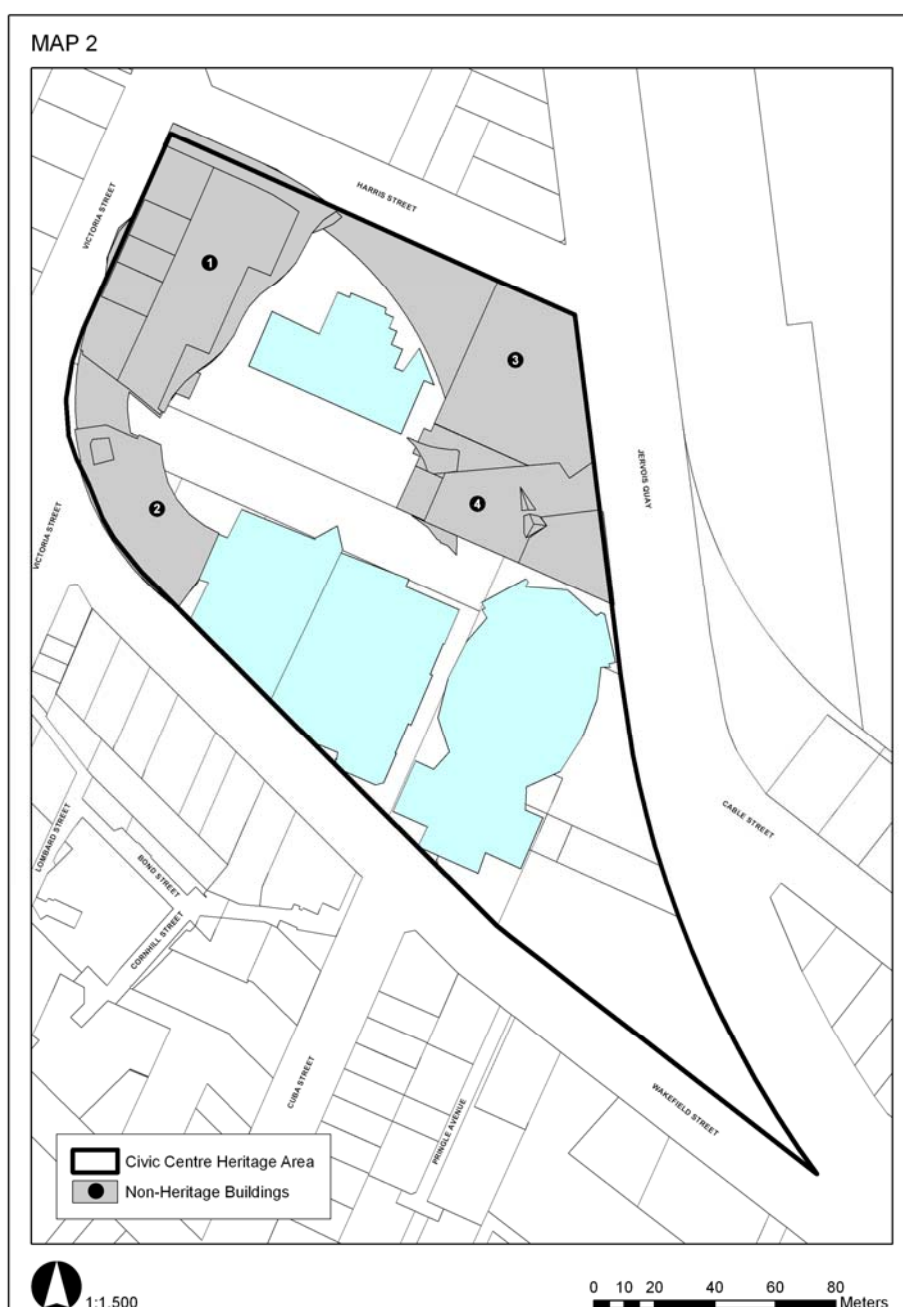 MAP 2
HARRIS STREET
VICTORIA STREET
1
3
JERVOIS QUAY
4
2
VICTORIA STREET
CABLE STREET
LOMBARD STREET
BOND STREET
CORNHILL STREET
CUBA STREET
PRINGLE AVENUE
WAKEFIELD STREET
Civic Centre Heritage Area
Non-Heritage Buildings
1:1,500
0 10 20 40 60 80
Meters